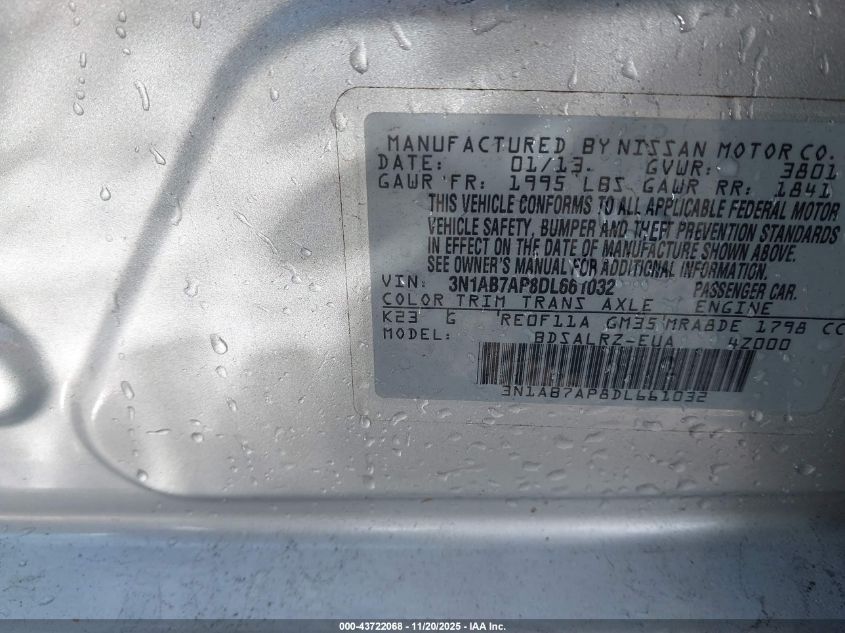 MANUFACTURED BY NISSAN MOTOR CO.
DATE: 01/13. GVWR: 3801
GAWR FR: 1995 LBS GAWR RR: 1841
THIS VEHICLE CONFORMS TO ALL APPLICABLE FEDERAL MOTOR
VEHICLE SAFETY, BUMPER AND THEFT PREVENTION STANDARDS
IN EFFECT ON THE DATE OF MANUFACTURE SHOWN ABOVE.
SEE OWNER'S MANUAL FOR ADDITIONAL INFORMATION.
VIN: 3N1AB7AP8DL661032 PASSENGER CAR.
COLOR TRIM TRANS AXLE ENGINE
K23 G RE0F11A GM35 MRA8DE 1798 CC
MODEL: BDSALRZ-EUA 4Z000
3N1AB7AP8DL661032
000-43722068 - 11/20/2025 - IAA Inc.